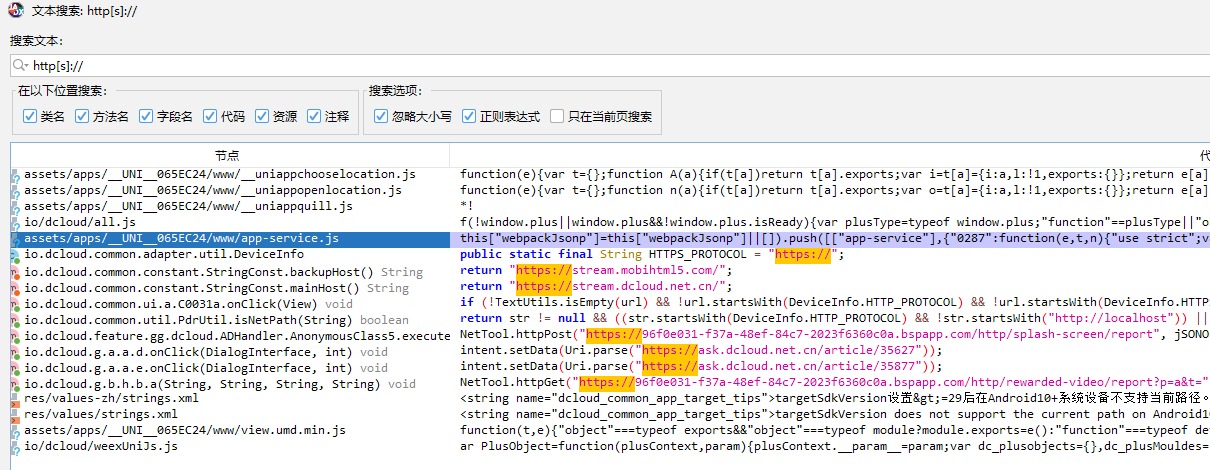 文本搜索: http[s]://
搜索文本:
http[s]://
在以下位置搜索: 搜索选项:
类名 方法名 字段名 代码 资源 注释 忽略大小写 正则表达式 只在当前页搜索
节点
assets/apps/__UNI__065EC24/www/__uniappchooselocation.js function(e){var t={};function A(a){if(t[a])return t[a].exports;var i=t[a]={i:a,l:!1,exports:{}};return e[a]
assets/apps/__UNI__065EC24/www/__uniappopenlocation.js function(e){var t={};function n(a){if(t[a])return t[a].exports;var o=t[a]={i:a,l:!1,exports:{}};return e[a]
assets/apps/__UNI__065EC24/www/__uniappquill.js *!
io/dcloud/all.js f(!window.plus||window.plus&&!window.plus.isReady){var plusType=typeof window.plus;"function"==plusType||"o
assets/apps/__UNI__065EC24/www/app-service.js this["webpackJsonp"]=this["webpackJsonp"]||[]).push([["app-service"],{"0287":function(e,t,n){"use strict";v
io.dcloud.common.adapter.util.DeviceInfo public static final String HTTPS_PROTOCOL = "https://";
io.dcloud.common.constant.StringConst.backupHost() String return "https://stream.mobihtml5.com/";
io.dcloud.common.constant.StringConst.mainHost() String return "https://stream.dcloud.net.cn/";
io.dcloud.common.ui.a.C0031a.onClick(View) void if (!TextUtils.isEmpty(url) && !url.startsWith(DeviceInfo.HTTP_PROTOCOL) && !url.startsWith(DeviceInfo.HTTP
io.dcloud.common.util.PdrUtil.isNetPath(String) boolean return str != null && ((str.startsWith(DeviceInfo.HTTP_PROTOCOL) && !str.startsWith("http://localhost")) ||
io.dcloud.feature.gg.dcloud.ADHandler.AnonymousClass5.execute NetTool.httpPost("https://96f0e031-f37a-48ef-84c7-2023f6360c0a.bspapp.com/http/splash-screen/report", jSONO
io.dcloud.g.a.a.d.onClick(DialogInterface, int) void intent.setData(Uri.parse("https://ask.dcloud.net.cn/article/35627"));
io.dcloud.g.a.a.e.onClick(DialogInterface, int) void intent.setData(Uri.parse("https://ask.dcloud.net.cn/article/35877"));
io.dcloud.g.b.h.b.a(String, String, String, String) void NetTool.httpGet("https://96f0e031-f37a-48ef-84c7-2023f6360c0a.bspapp.com/http/rewarded-video/report?p=a&t="
res/values-zh/strings.xml <string name="dcloud_common_app_target_tips">targetSdkVersion设置&gt;=29后在Android10+系统设备不支持当前路径。
res/values/strings.xml <string name="dcloud_common_app_target_tips">targetSdkVersion does not support the current path on Android1
assets/apps/__UNI__065EC24/www/view.umd.min.js function(t,e){"object"===typeof exports&&"object"===typeof module?module.exports=e():"function"===typeof de
io/dcloud/weexUniJs.js ar PlusObject=function(plusContext,param){plusContext.__param__=param;var dc_plusobjects={},dc_plusMouldes=